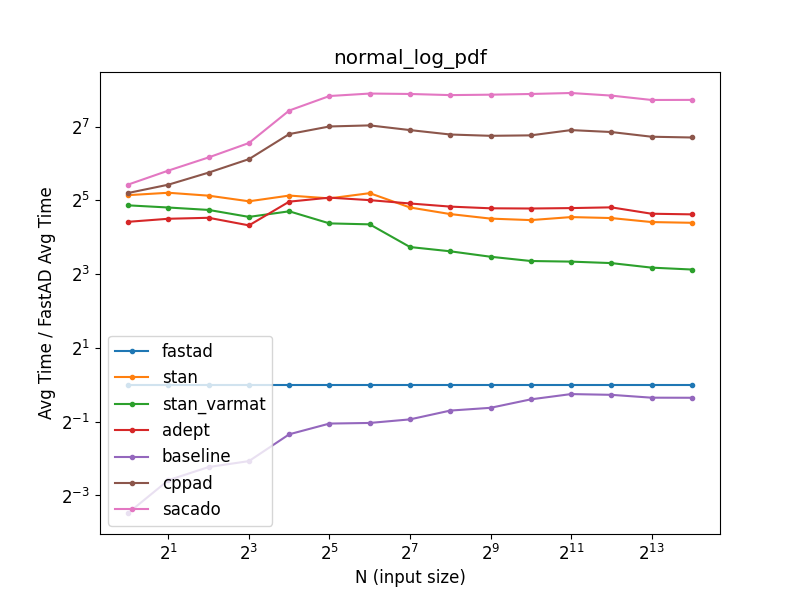 normal_log_pdf
Avg Time / FastAD Avg Time
2^7
2^5
2^3
2^1
2^−1
2^−3
fastad
stan
stan_varmat
adept
baseline
cppad
sacado
2^1 2^3 2^5 2^7 2^9 2^11 2^13
N (input size)